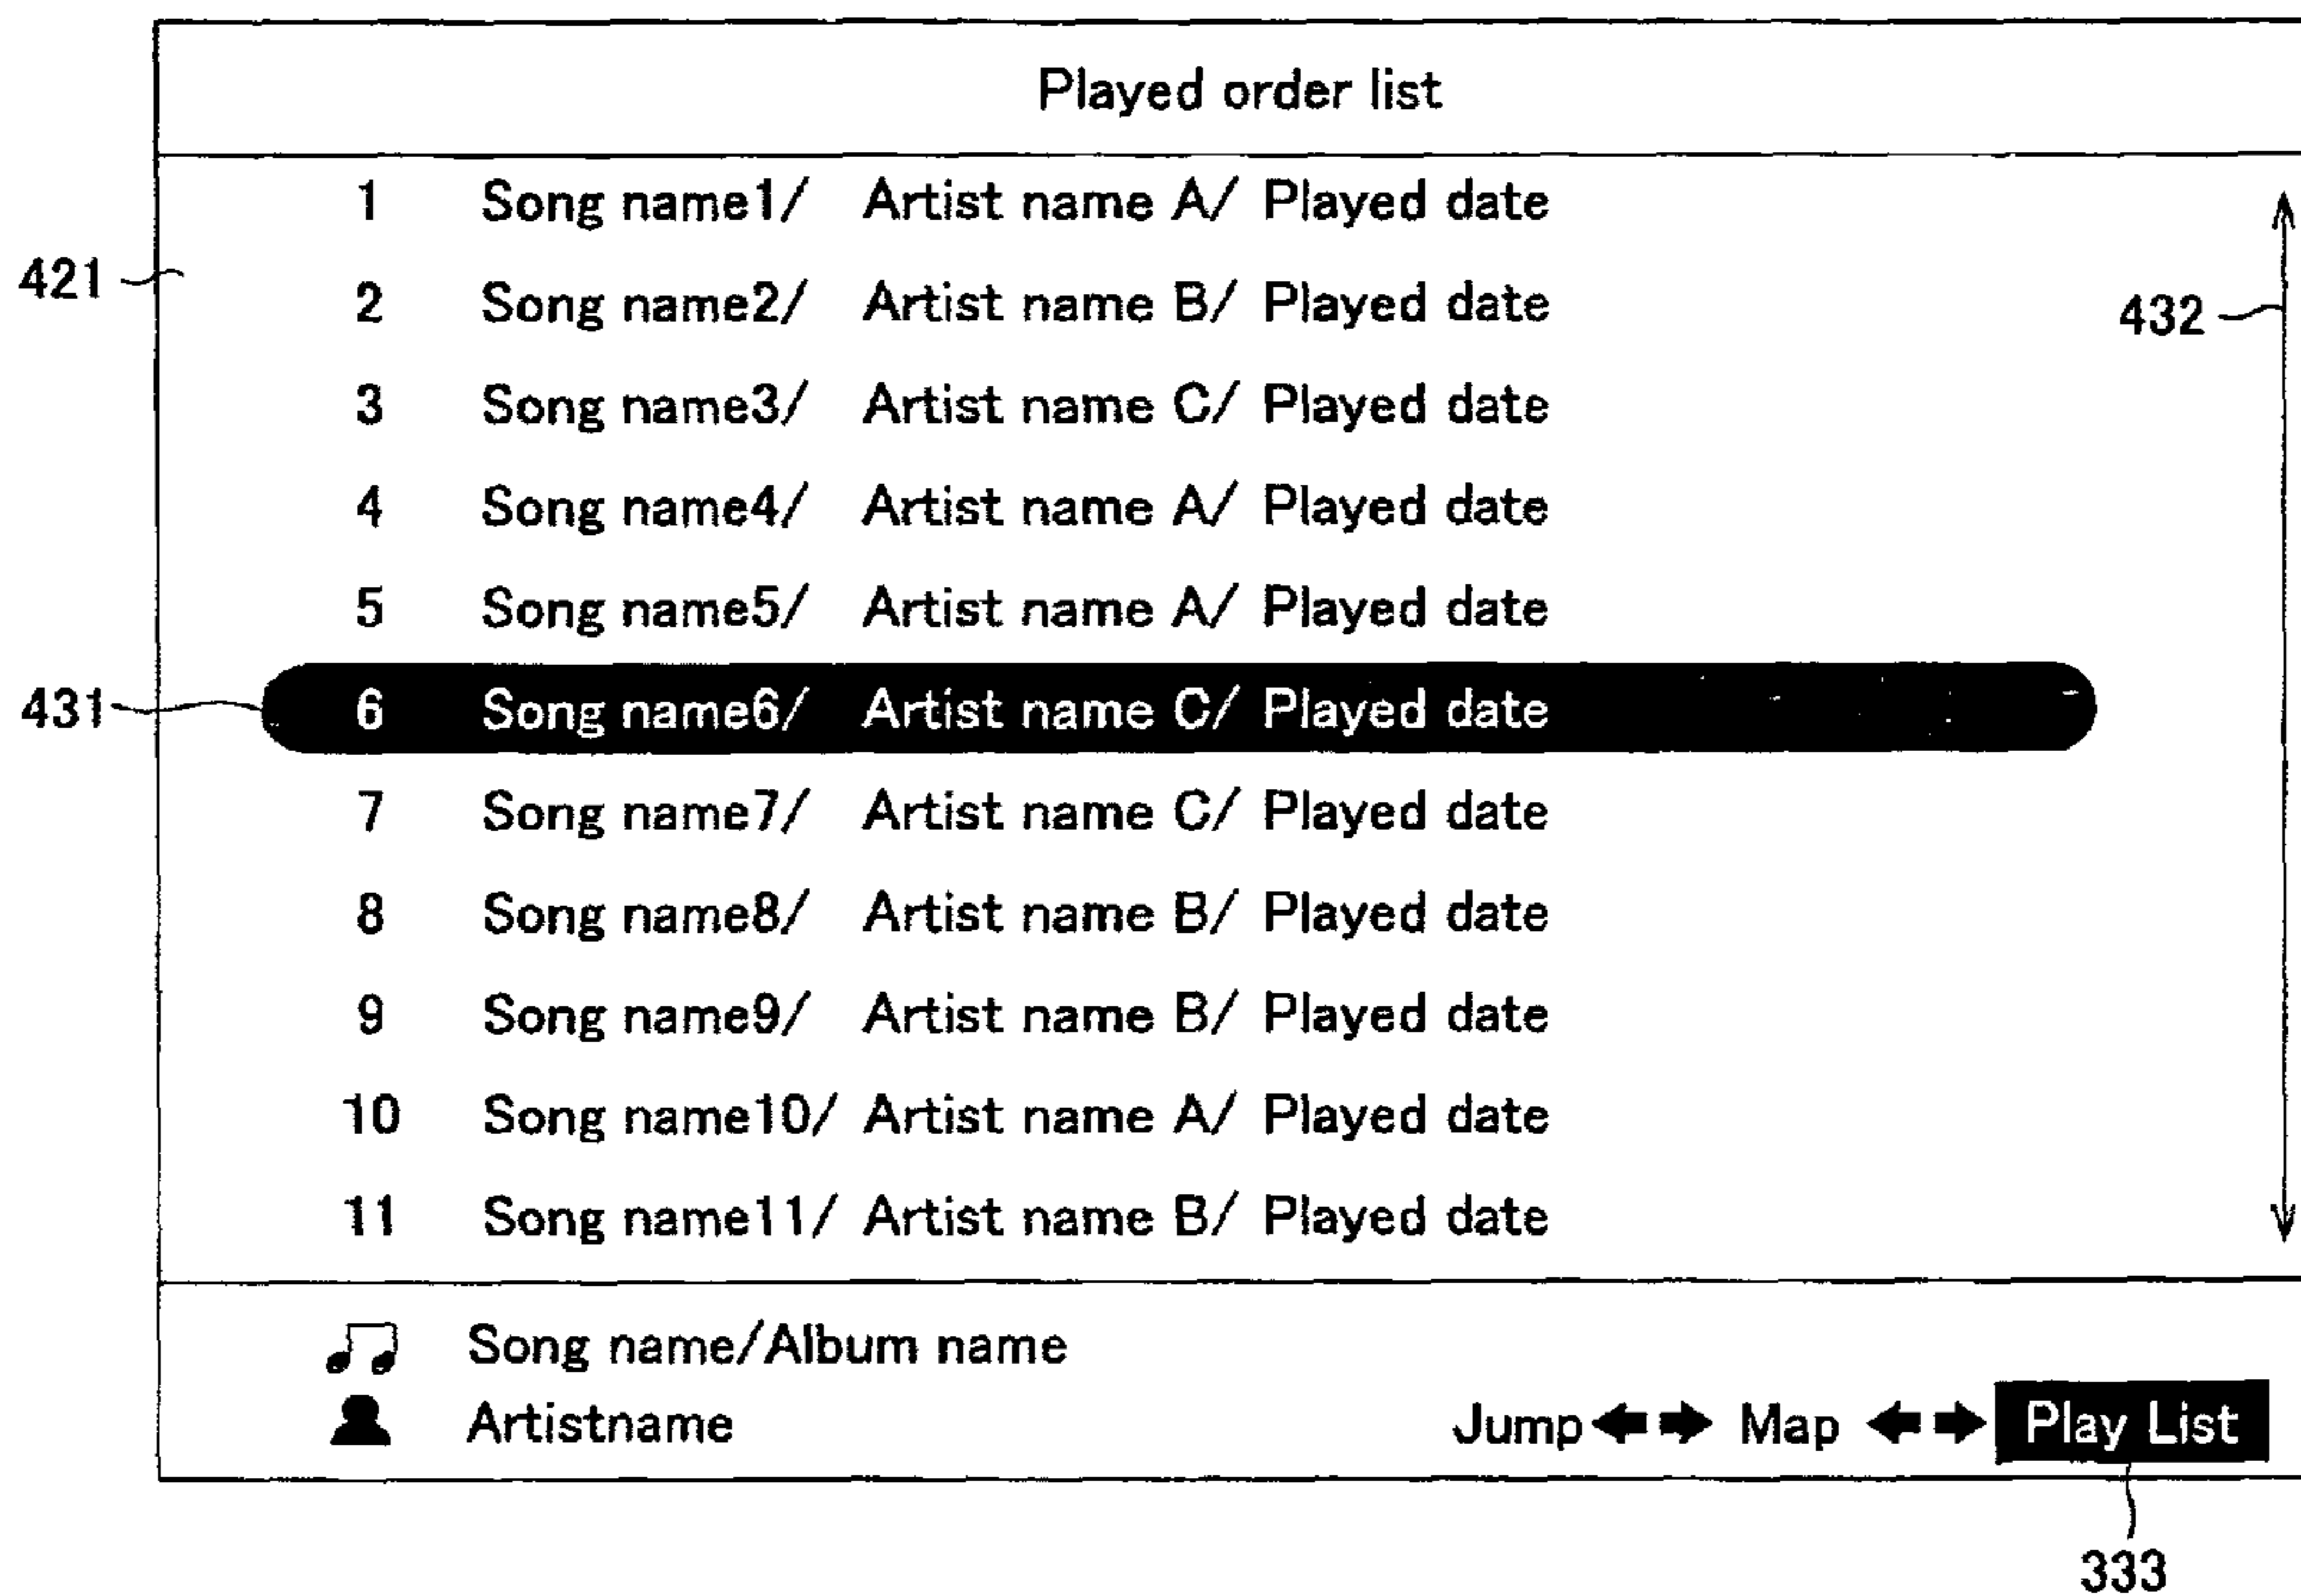 Played order list
1 Song name1/ Artist name A/ Played date
421
2 Song name2/ Artist name B/ Played date
432
3 Song name3/ Artist name C/ Played date
4 Song name4/ Artist name A/ Played date
5 Song name5/ Artist name A/ Played date
431 6 Song name6/ Artist name C/ Played date
7 Song name7/ Artist name C/ Played date
8 Song name8/ Artist name B/ Played date
9 Song name9/ Artist name B/ Played date
10 Song name10/ Artist name A/ Played date
11 Song name11/ Artist name B/ Played date
Song name/Album name
Artistname Jump Map Play List
333